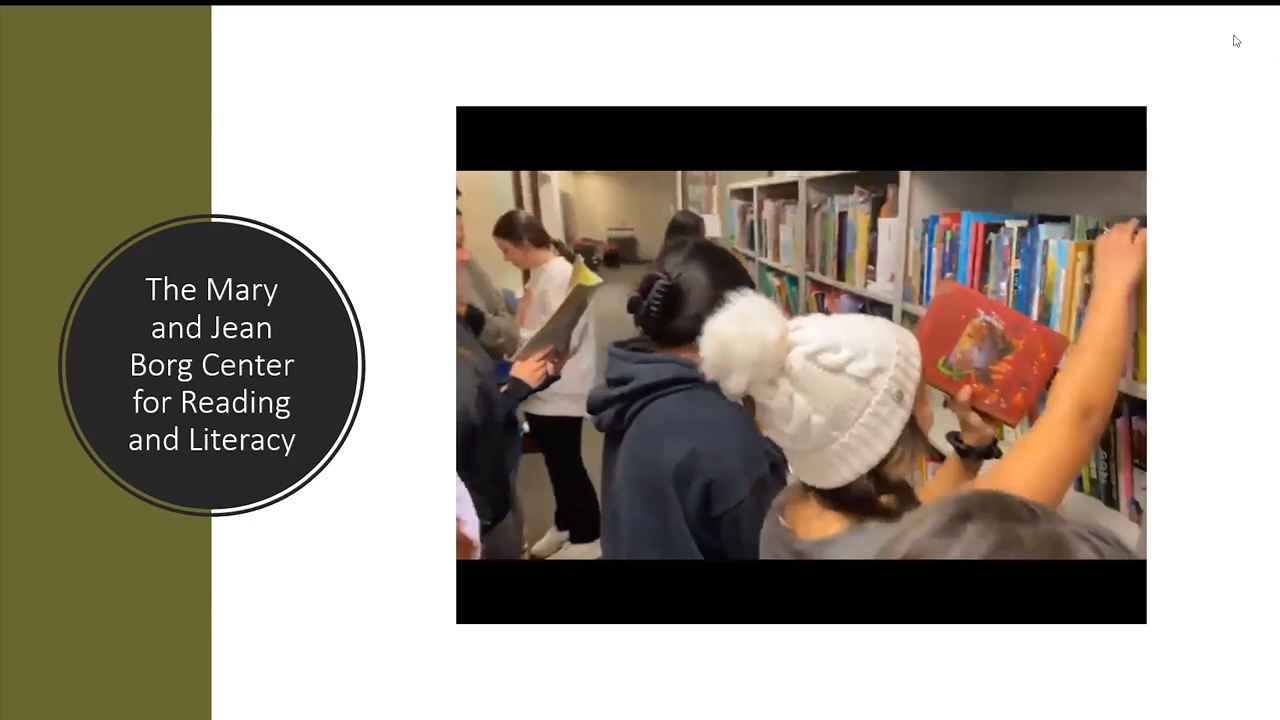 The Mary
and Jean
Borg Center
for Reading
and Literacy